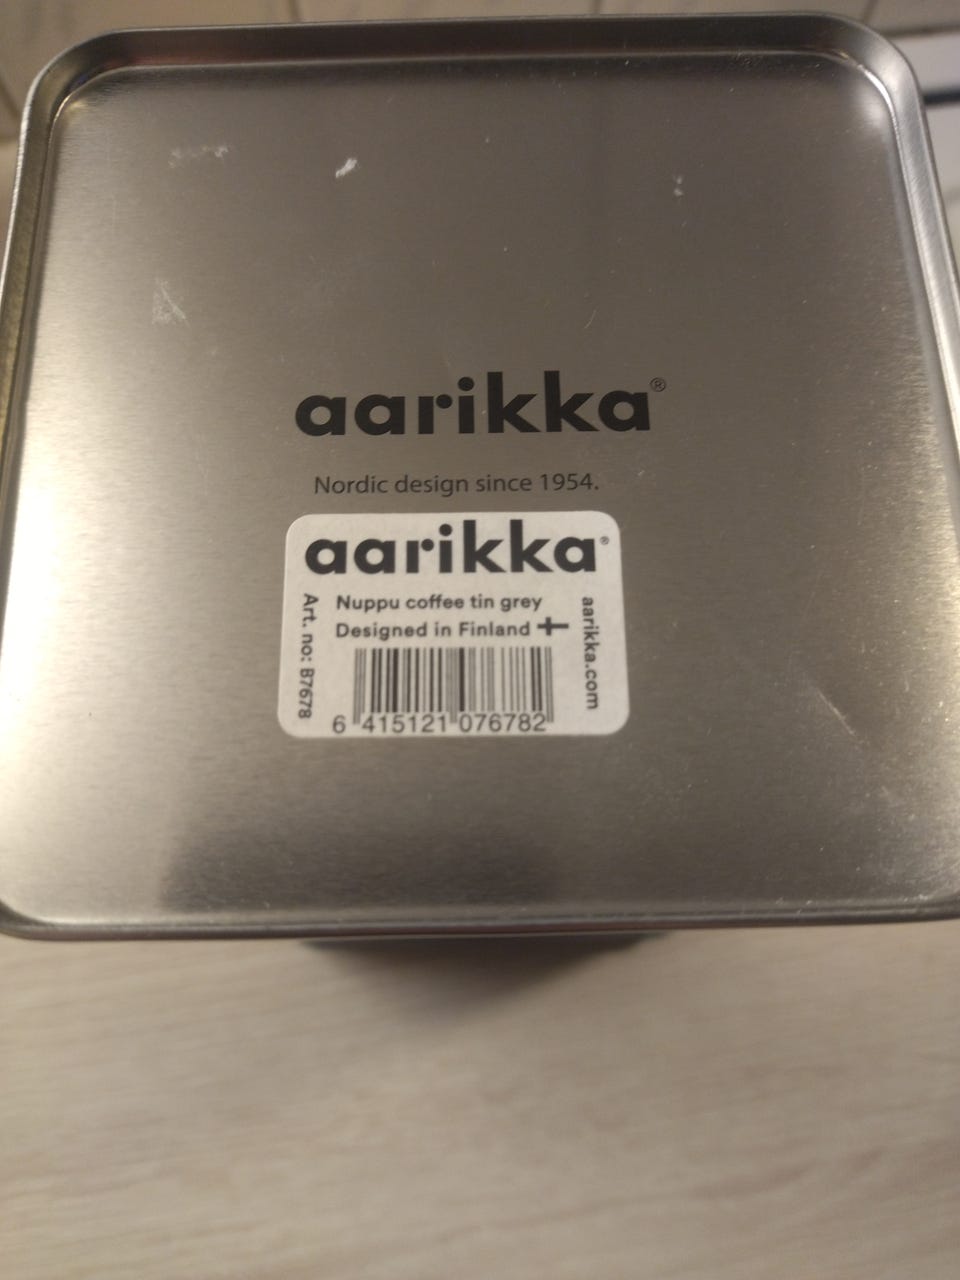 aarikka®
Nordic design since 1954.
aarikka®
Art. no: B7678
Nuppu coffee tin grey
Designed in Finland
aarikka.com
6 415121 076782